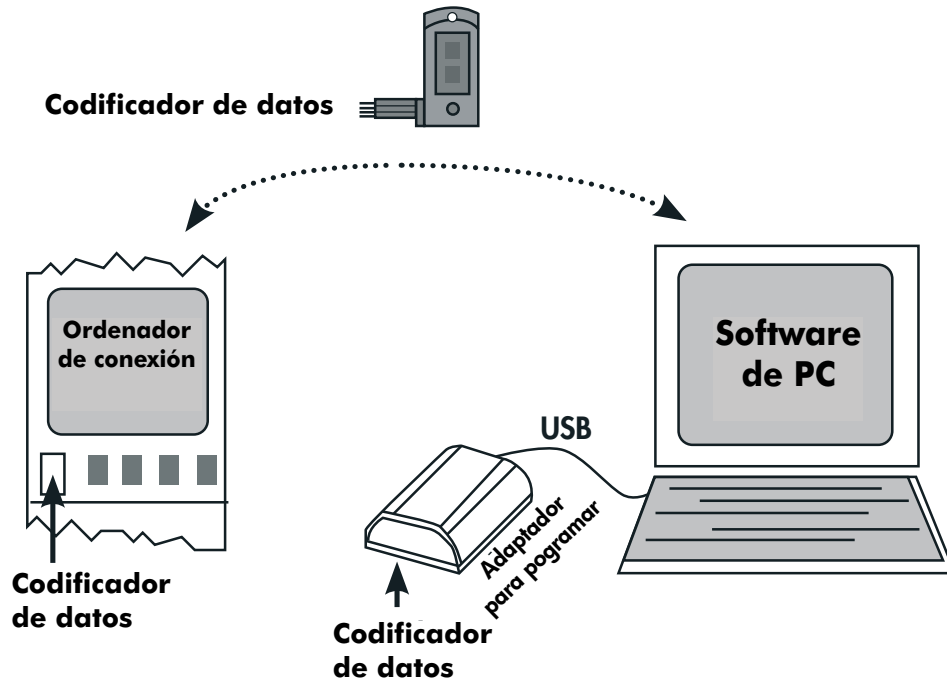 Codificador de datos
Ordenador
de conexión
Software
de PC
USB
Adaptador
para pogramar
Codificador
de datos
Codificador
de datos